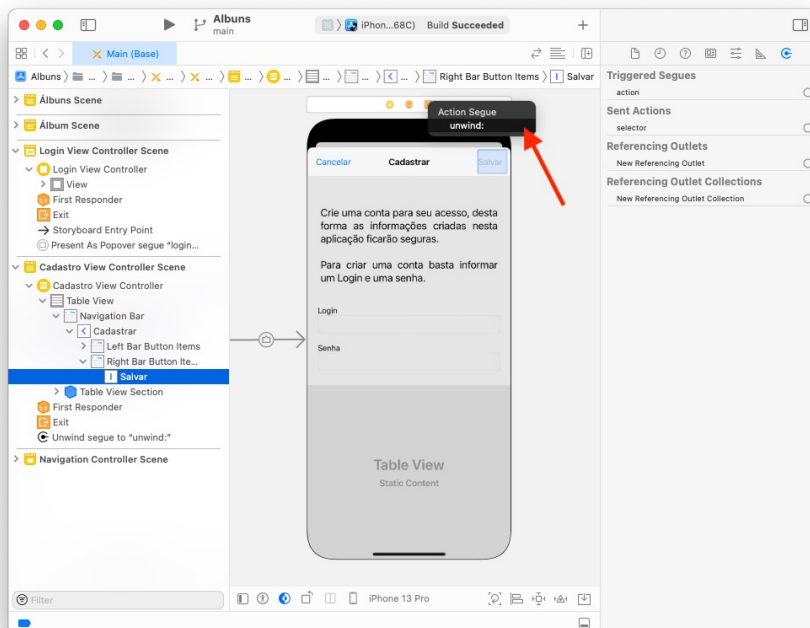 Albuns
main
iPhon...68C)
Build Succeeded
Main (Base)
Albuns
Right Bar Button Items
Salvar
Álbuns Scene
Álbum Scene
Login View Controller Scene
Login View Controller
View
First Responder
Exit
Storyboard Entry Point
Present As Popover segue "login...
Cadastro View Controller Scene
Cadastro View Controller
Table View
Navigation Bar
Cadastrar
Left Bar Button Items
Right Bar Button Ite...
Salvar
Table View Section
First Responder
Exit
Unwind segue to "unwind:"
Navigation Controller Scene
Filter
Action Segue
unwind:
Cancelar
Cadastrar
Salvar
Crie uma conta para seu acesso, desta
forma as informações criadas nesta
aplicação ficarão seguras.
Para criar uma conta basta informar
um Login e uma senha.
Login
Senha
Table View
Static Content
iPhone 13 Pro
Triggered Segues
action
Sent Actions
selector
Referencing Outlets
New Referencing Outlet
Referencing Outlet Collections
New Referencing Outlet Collection